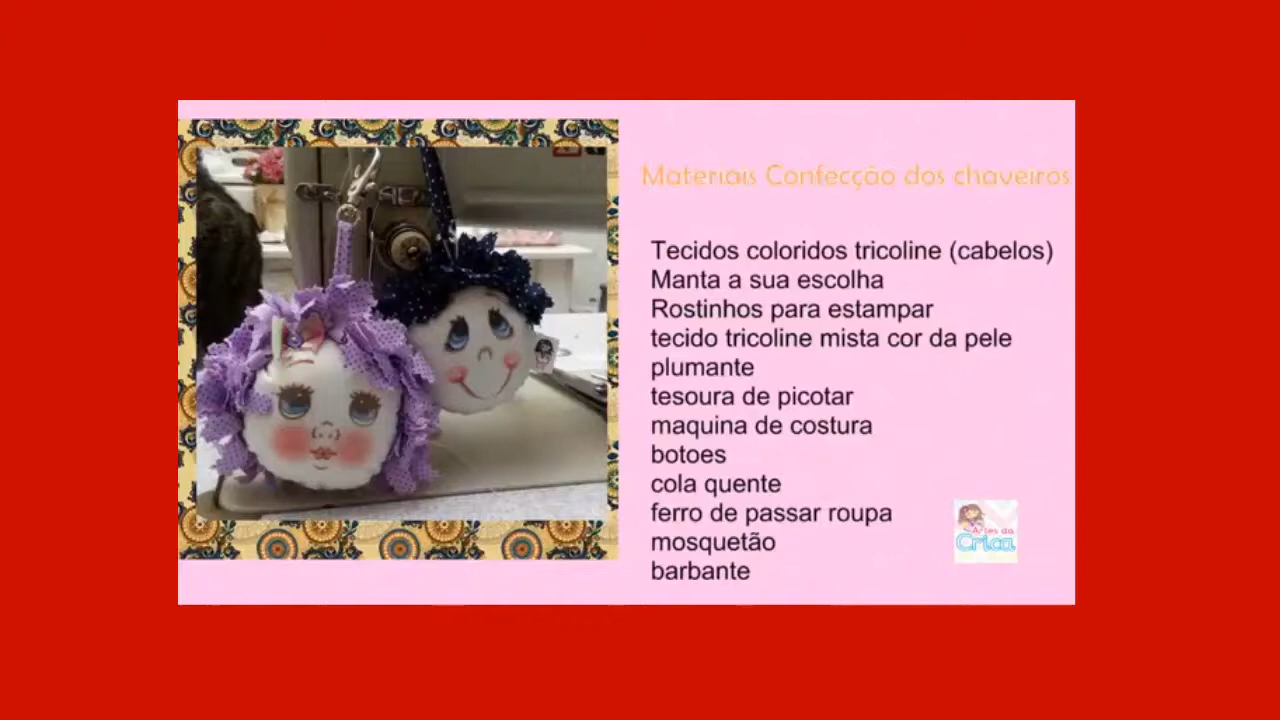 Materiais Confecção dos chaveiros
Tecidos coloridos tricoline (cabelos)
Manta a sua escolha
Rostinhos para estampar
tecido tricoline mista cor da pele
plumante
tesoura de picotar
maquina de costura
botoes
cola quente
ferro de passar roupa
mosquetão
barbante
Artes da
Crica